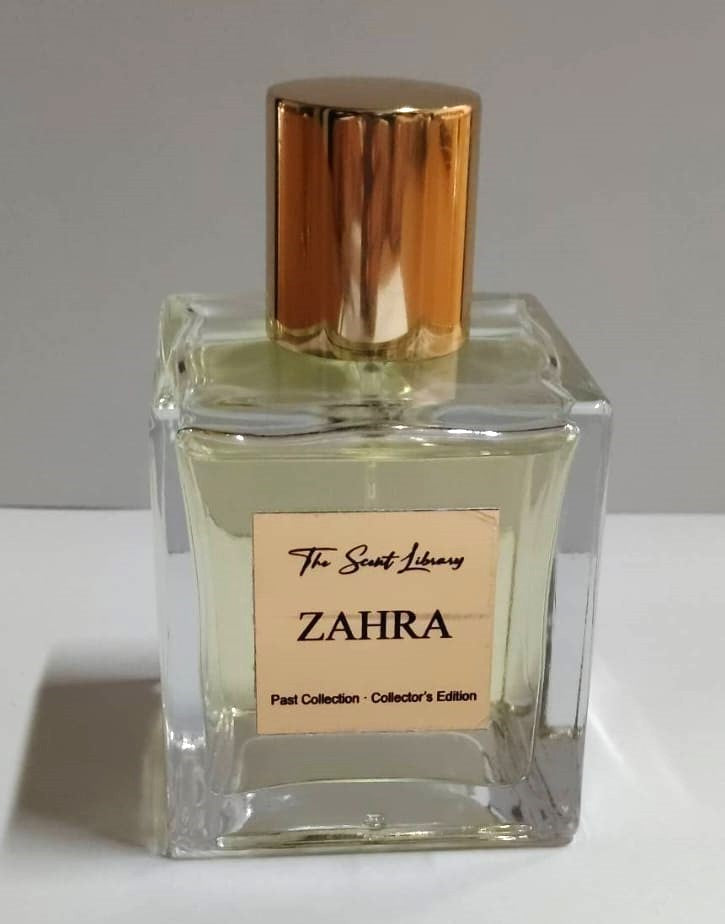 The Scent Library
ZAHRA
Past Collection · Collector's Edition